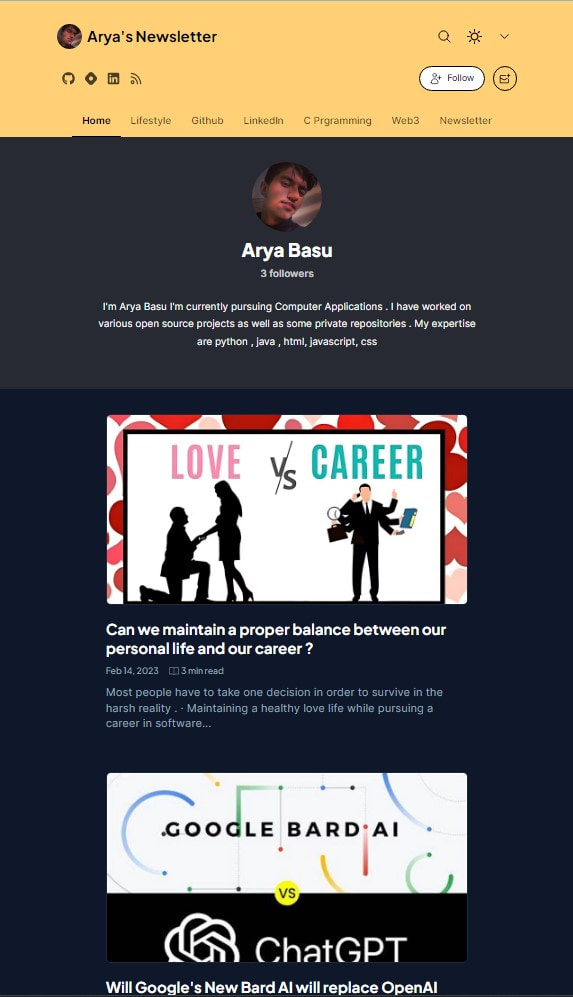 Arya's Newsletter
Follow
Home Lifestyle Github LinkedIn C Prgramming Web3 Newsletter
Arya Basu
3 followers
I'm Arya Basu I'm currently pursuing Computer Applications . I have worked on
various open source projects as well as some private repositories . My expertise
are python , java , html, javascript, css
LOVE VS CAREER
Can we maintain a proper balance between our
personal life and our career ?
Feb 14, 2023 3 min read
Most people have to take one decision in order to survive in the
harsh reality . · Maintaining a healthy love life while pursuing a
career in software...
GOOGLE BARD AI
VS
ChatGPT
Will Google's New Bard AI will replace OpenAI